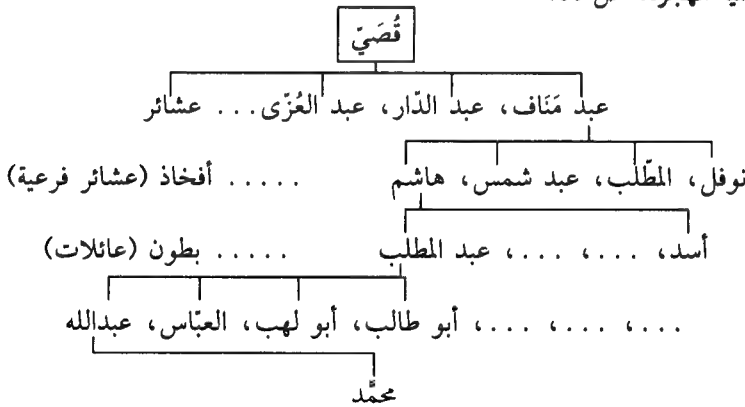 قُصَيّ
عبد مَنَاف، عبد الدّار، عبد العُزّى... عشائر
نوفل، المطّلب، عبد شمس، هاشم ..... أفخاذ (عشائر فرعية)
أسد، ...، ...، عبد المطلب ..... بطون (عائلات)
...، ...، ...، أبو طالب، أبو لهب، العبّاس، عبدالله
محمَّد